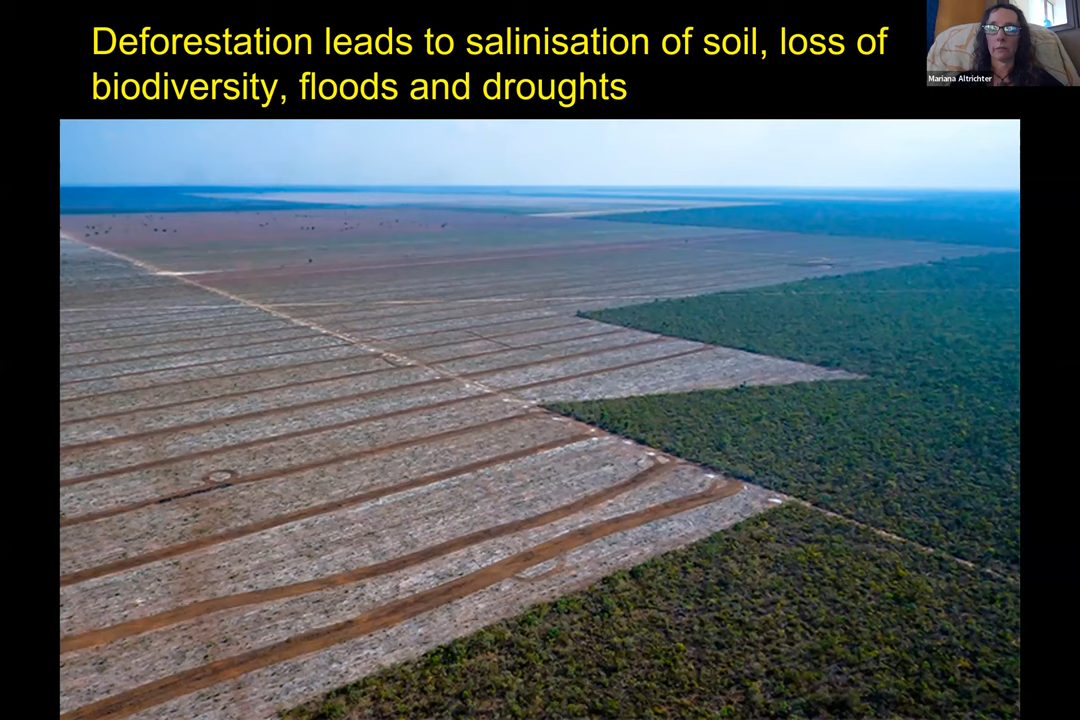 Deforestation leads to salinisation of soil, loss of
biodiversity, floods and droughts
Mariana Altrichter